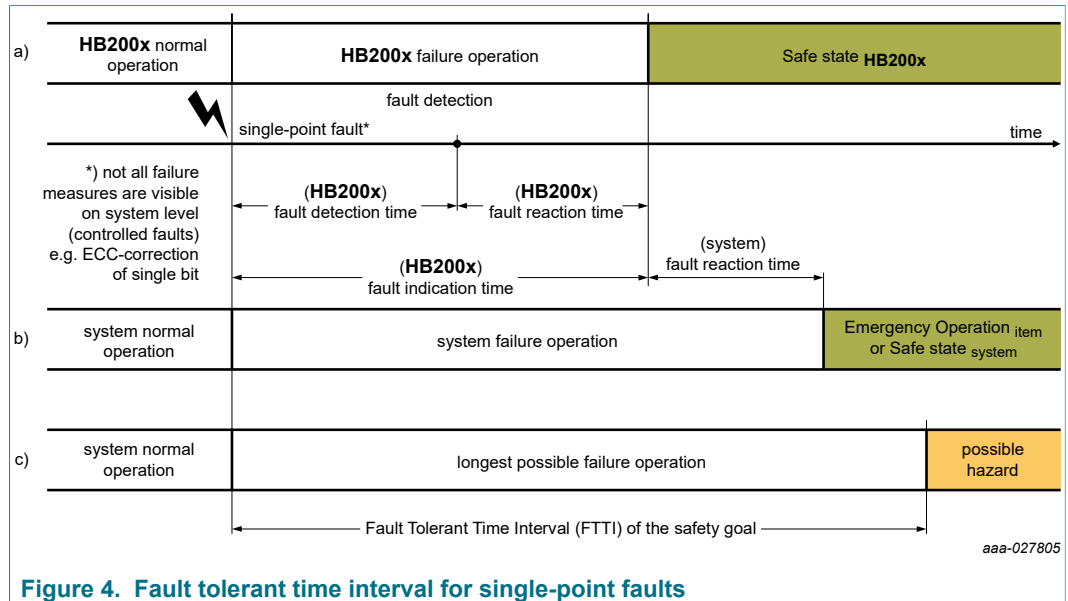 a)
HB200x normal
operation
HB200x failure operation
Safe state HB200x
fault detection
single-point fault*
time
*) not all failure
measures are visible
on system level
(controlled faults)
e.g. ECC-correction
of single bit
(HB200x)
fault detection time
(HB200x)
fault reaction time
(HB200x)
fault indication time
(system)
fault reaction time
b)
system normal
operation
system failure operation
Emergency Operation item
or Safe state system
c)
system normal
operation
longest possible failure operation
possible
hazard
Fault Tolerant Time Interval (FTTI) of the safety goal
aaa-027805
Figure 4. Fault tolerant time interval for single-point faults